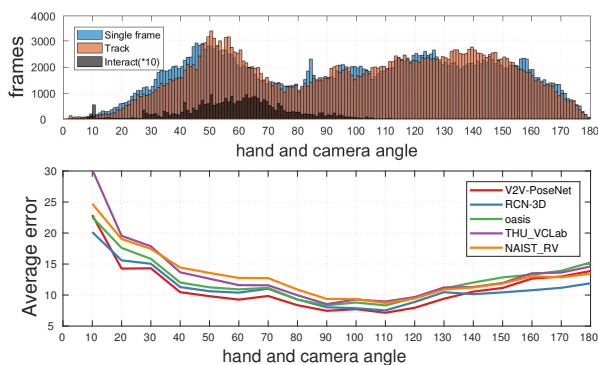 4000
3000
2000
1000
0
frames
Single frame
Track
Interact(*10)
0 10 20 30 40 50 60 70 80 90 100 110 120 130 140 150 160 170 180
hand and camera angle
30
25
20
15
10
5
Average error
V2V-PoseNet
RCN-3D
oasis
THU_VCLab
NAIST_RV
0 10 20 30 40 50 60 70 80 90 100 110 120 130 140 150 160 170 180
hand and camera angle